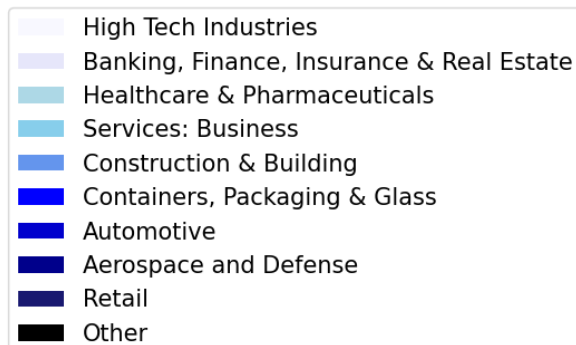 High Tech Industries
Banking, Finance, Insurance & Real Estate
Healthcare & Pharmaceuticals
Services: Business
Construction & Building
Containers, Packaging & Glass
Automotive
Aerospace and Defense
Retail
Other